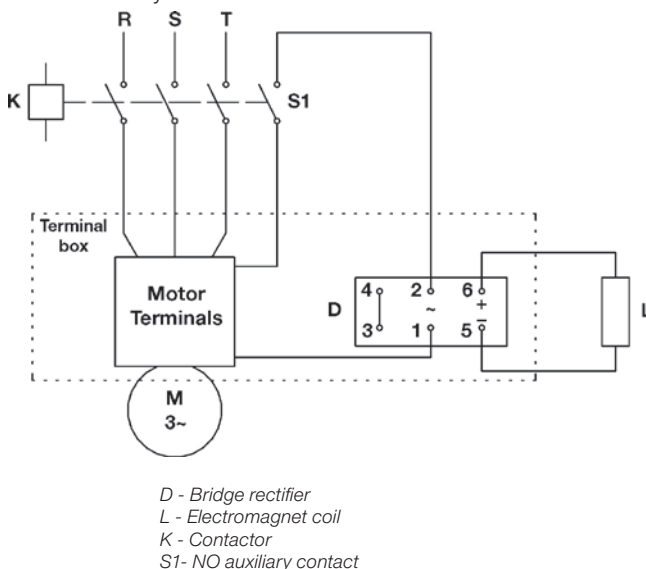 R S T
K
S1
Terminal
box
Motor
Terminals
D
4 2 6
~ +
3 1 5 −
L
M
3~
D - Bridge rectifier
L - Electromagnet coil
K - Contactor
S1- NO auxiliary contact